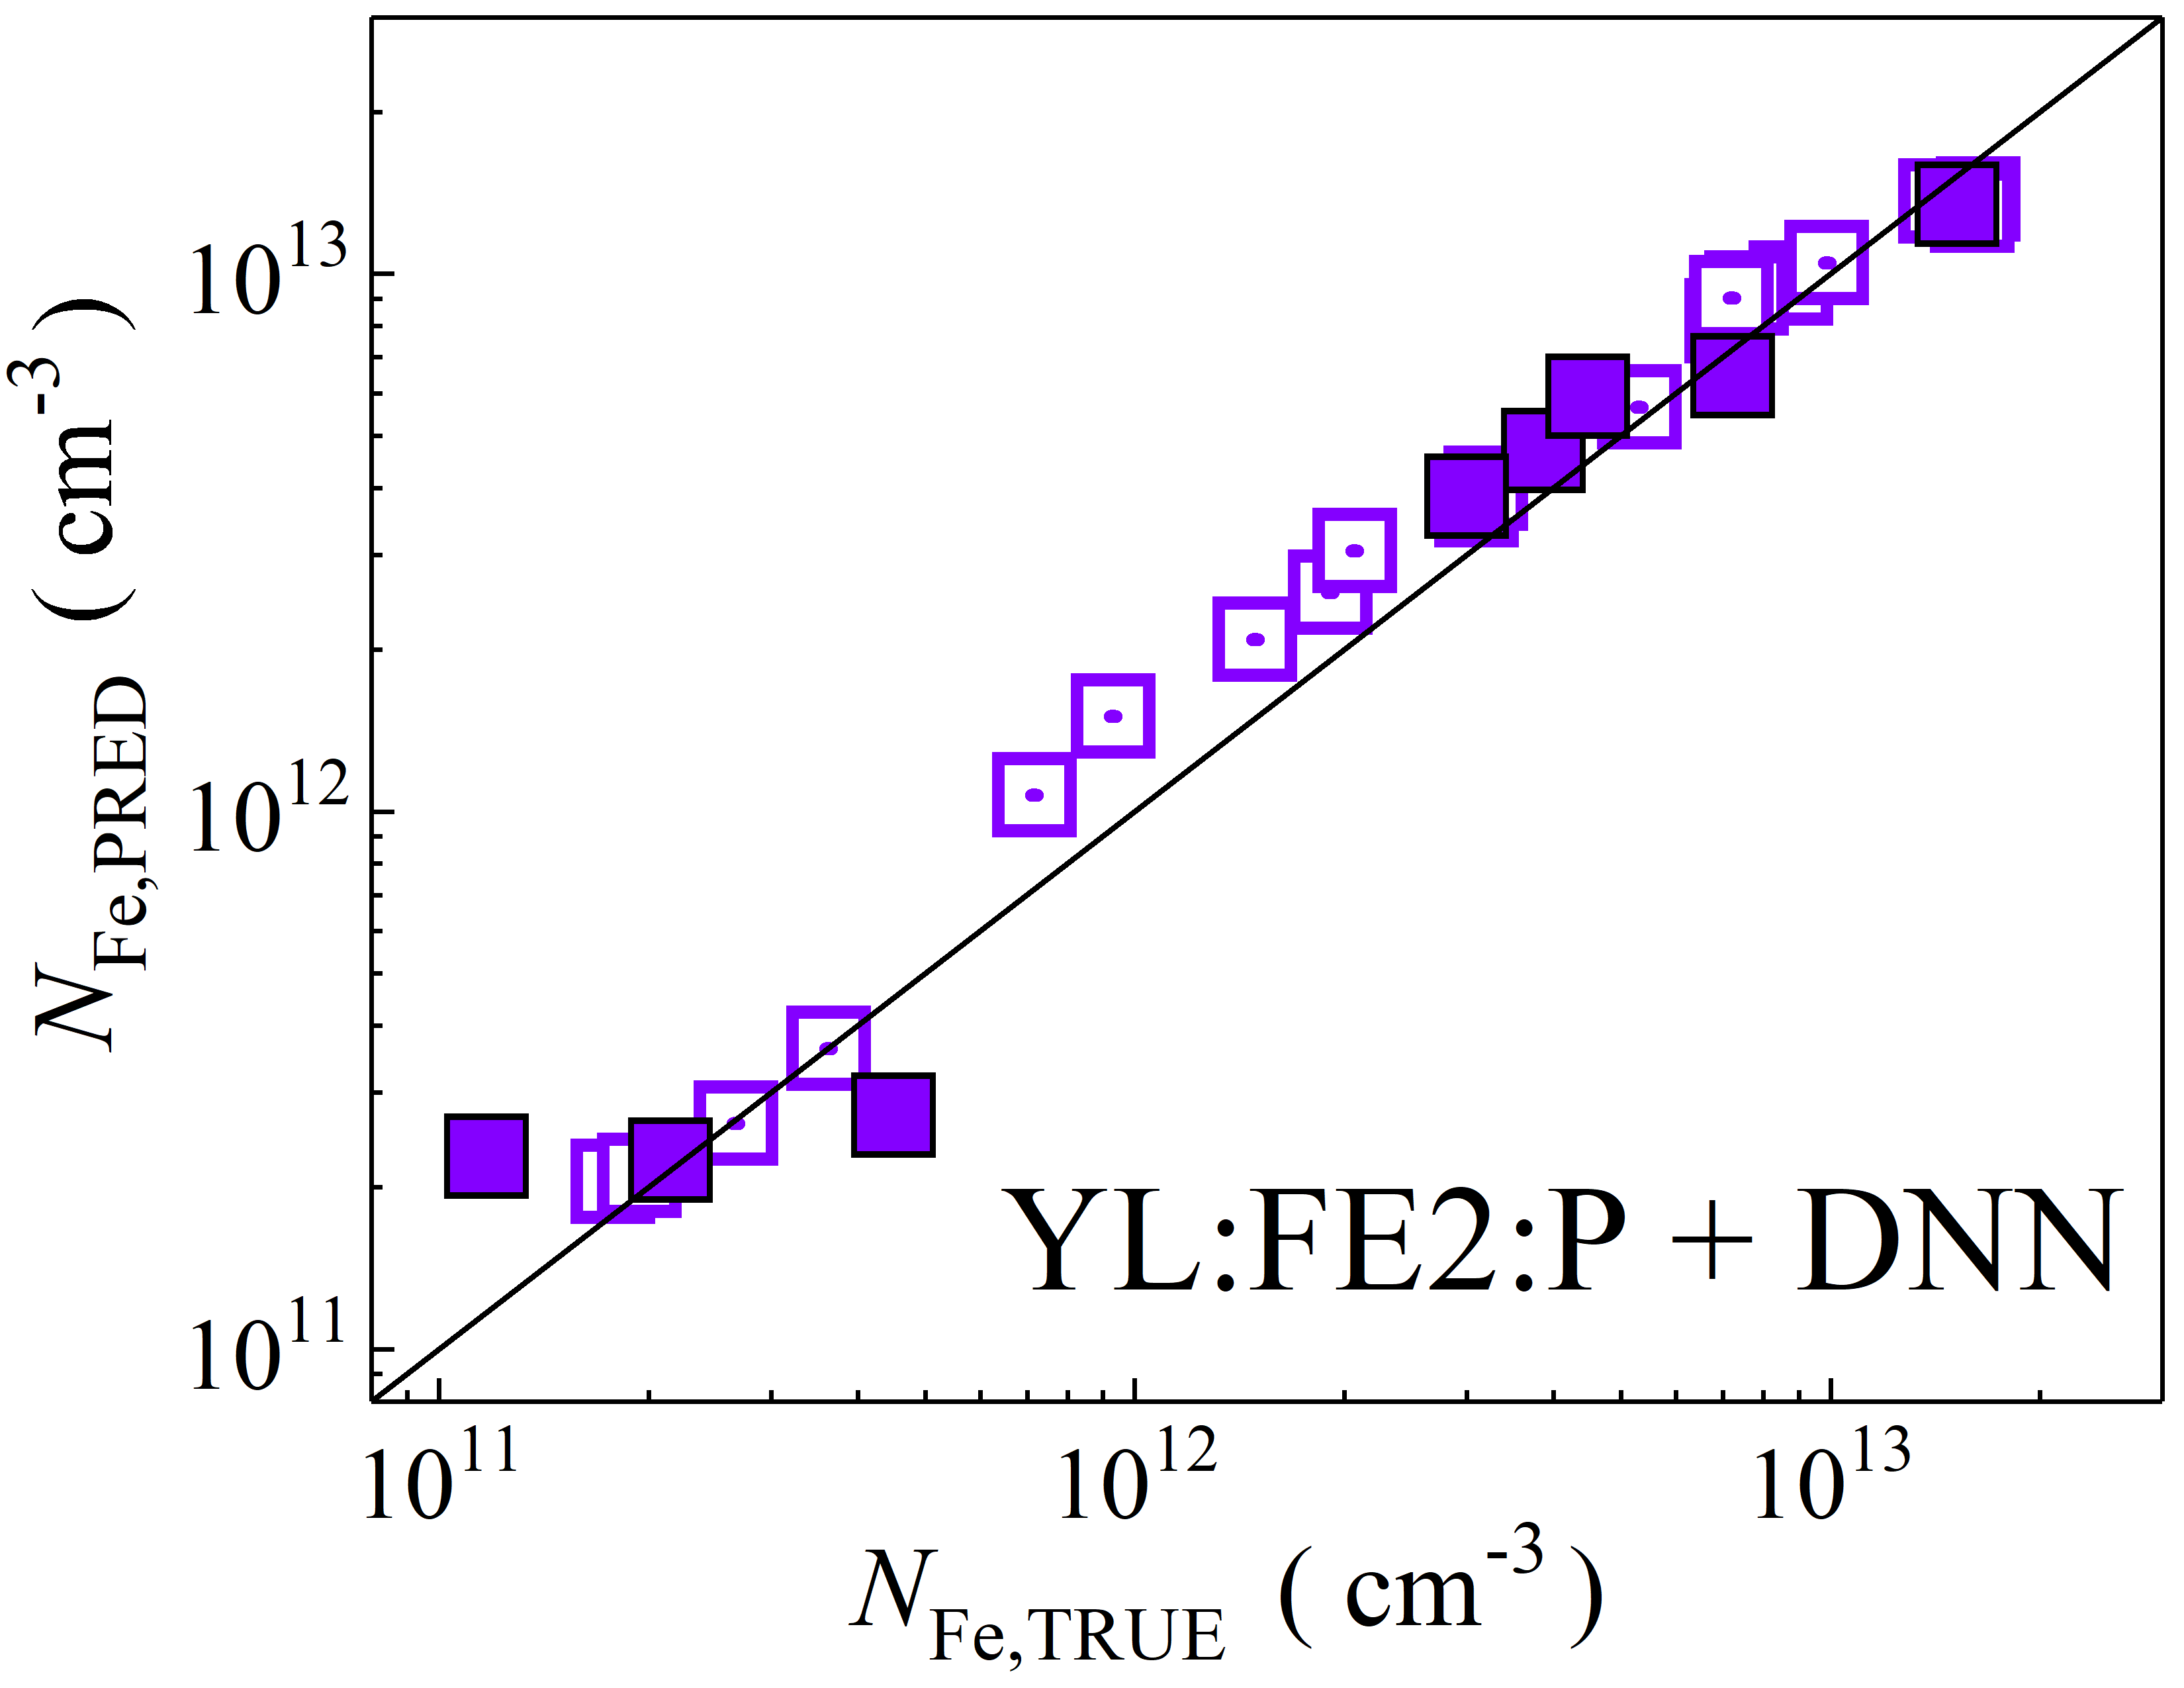 10^13
10^12
10^11
N_Fe,PRED ( cm^-3 )
YL:FE2:P + DNN
10^11 10^12 10^13
N_Fe,TRUE ( cm^-3 )